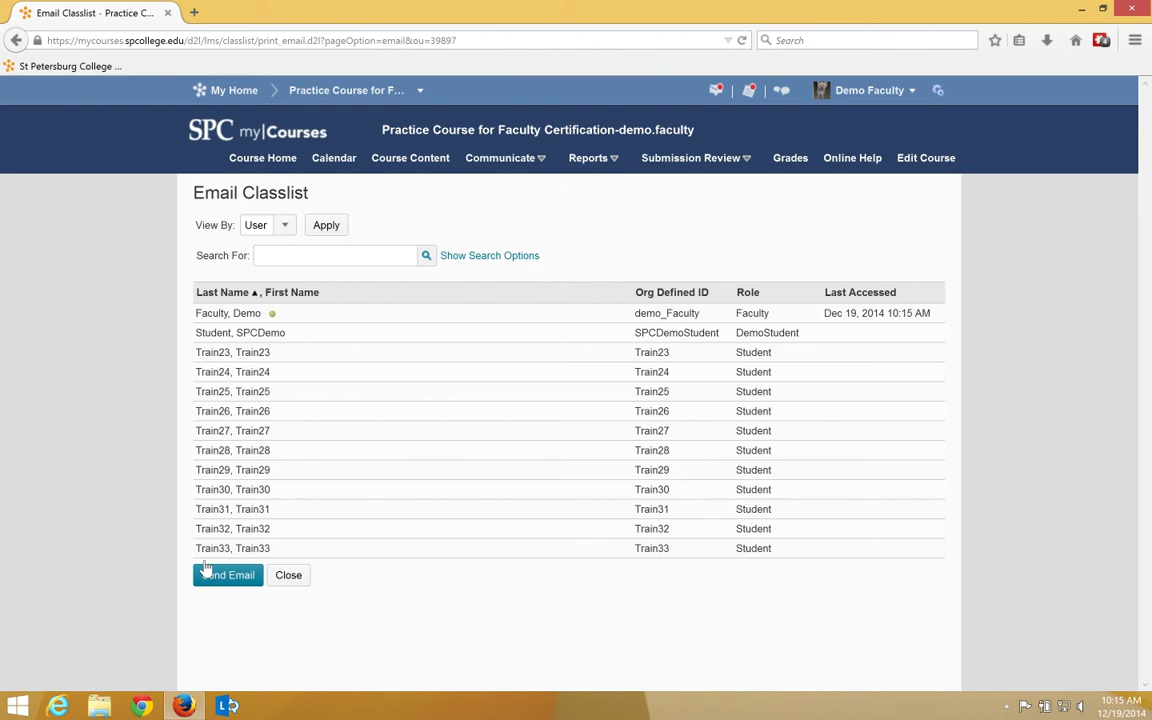 Email Classlist - Practice C...
https://mycourses.spcollege.edu/d2l/lms/classlist/print_email.d2l?pageOption=email&ou=39897
Search
St Petersburg College ...
My Home
Practice Course for F...
Demo Faculty
SPC my|Courses
Practice Course for Faculty Certification-demo.faculty
Course Home
Calendar
Course Content
Communicate
Reports
Submission Review
Grades
Online Help
Edit Course
Email Classlist
View By: User Apply
Search For: Show Search Options
Last Name ▲, First Name Org Defined ID Role Last Accessed
Faculty, Demo demo_Faculty Faculty Dec 19, 2014 10:15 AM
Student, SPCDemo SPCDemoStudent DemoStudent
Train23, Train23 Train23 Student
Train24, Train24 Train24 Student
Train25, Train25 Train25 Student
Train26, Train26 Train26 Student
Train27, Train27 Train27 Student
Train28, Train28 Train28 Student
Train29, Train29 Train29 Student
Train30, Train30 Train30 Student
Train31, Train31 Train31 Student
Train32, Train32 Train32 Student
Train33, Train33 Train33 Student
Send Email Close
10:15 AM
12/19/2014